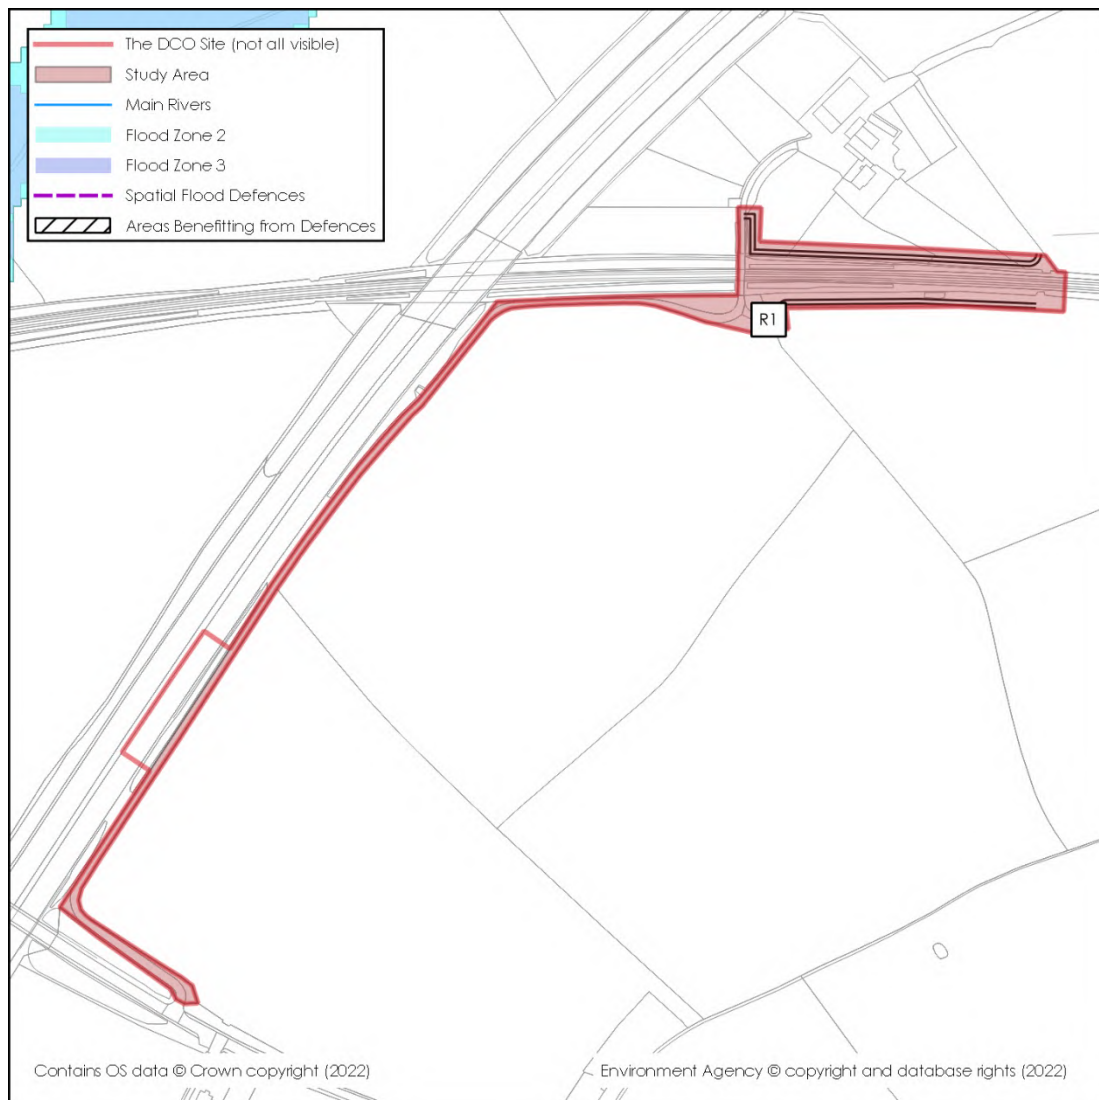 The DCO Site (not all visible)
Study Area
Main Rivers
Flood Zone 2
Flood Zone 3
Spatial Flood Defences
Areas Benefitting from Defences
R1
Contains OS data © Crown copyright (2022)
Environment Agency © copyright and database rights (2022)